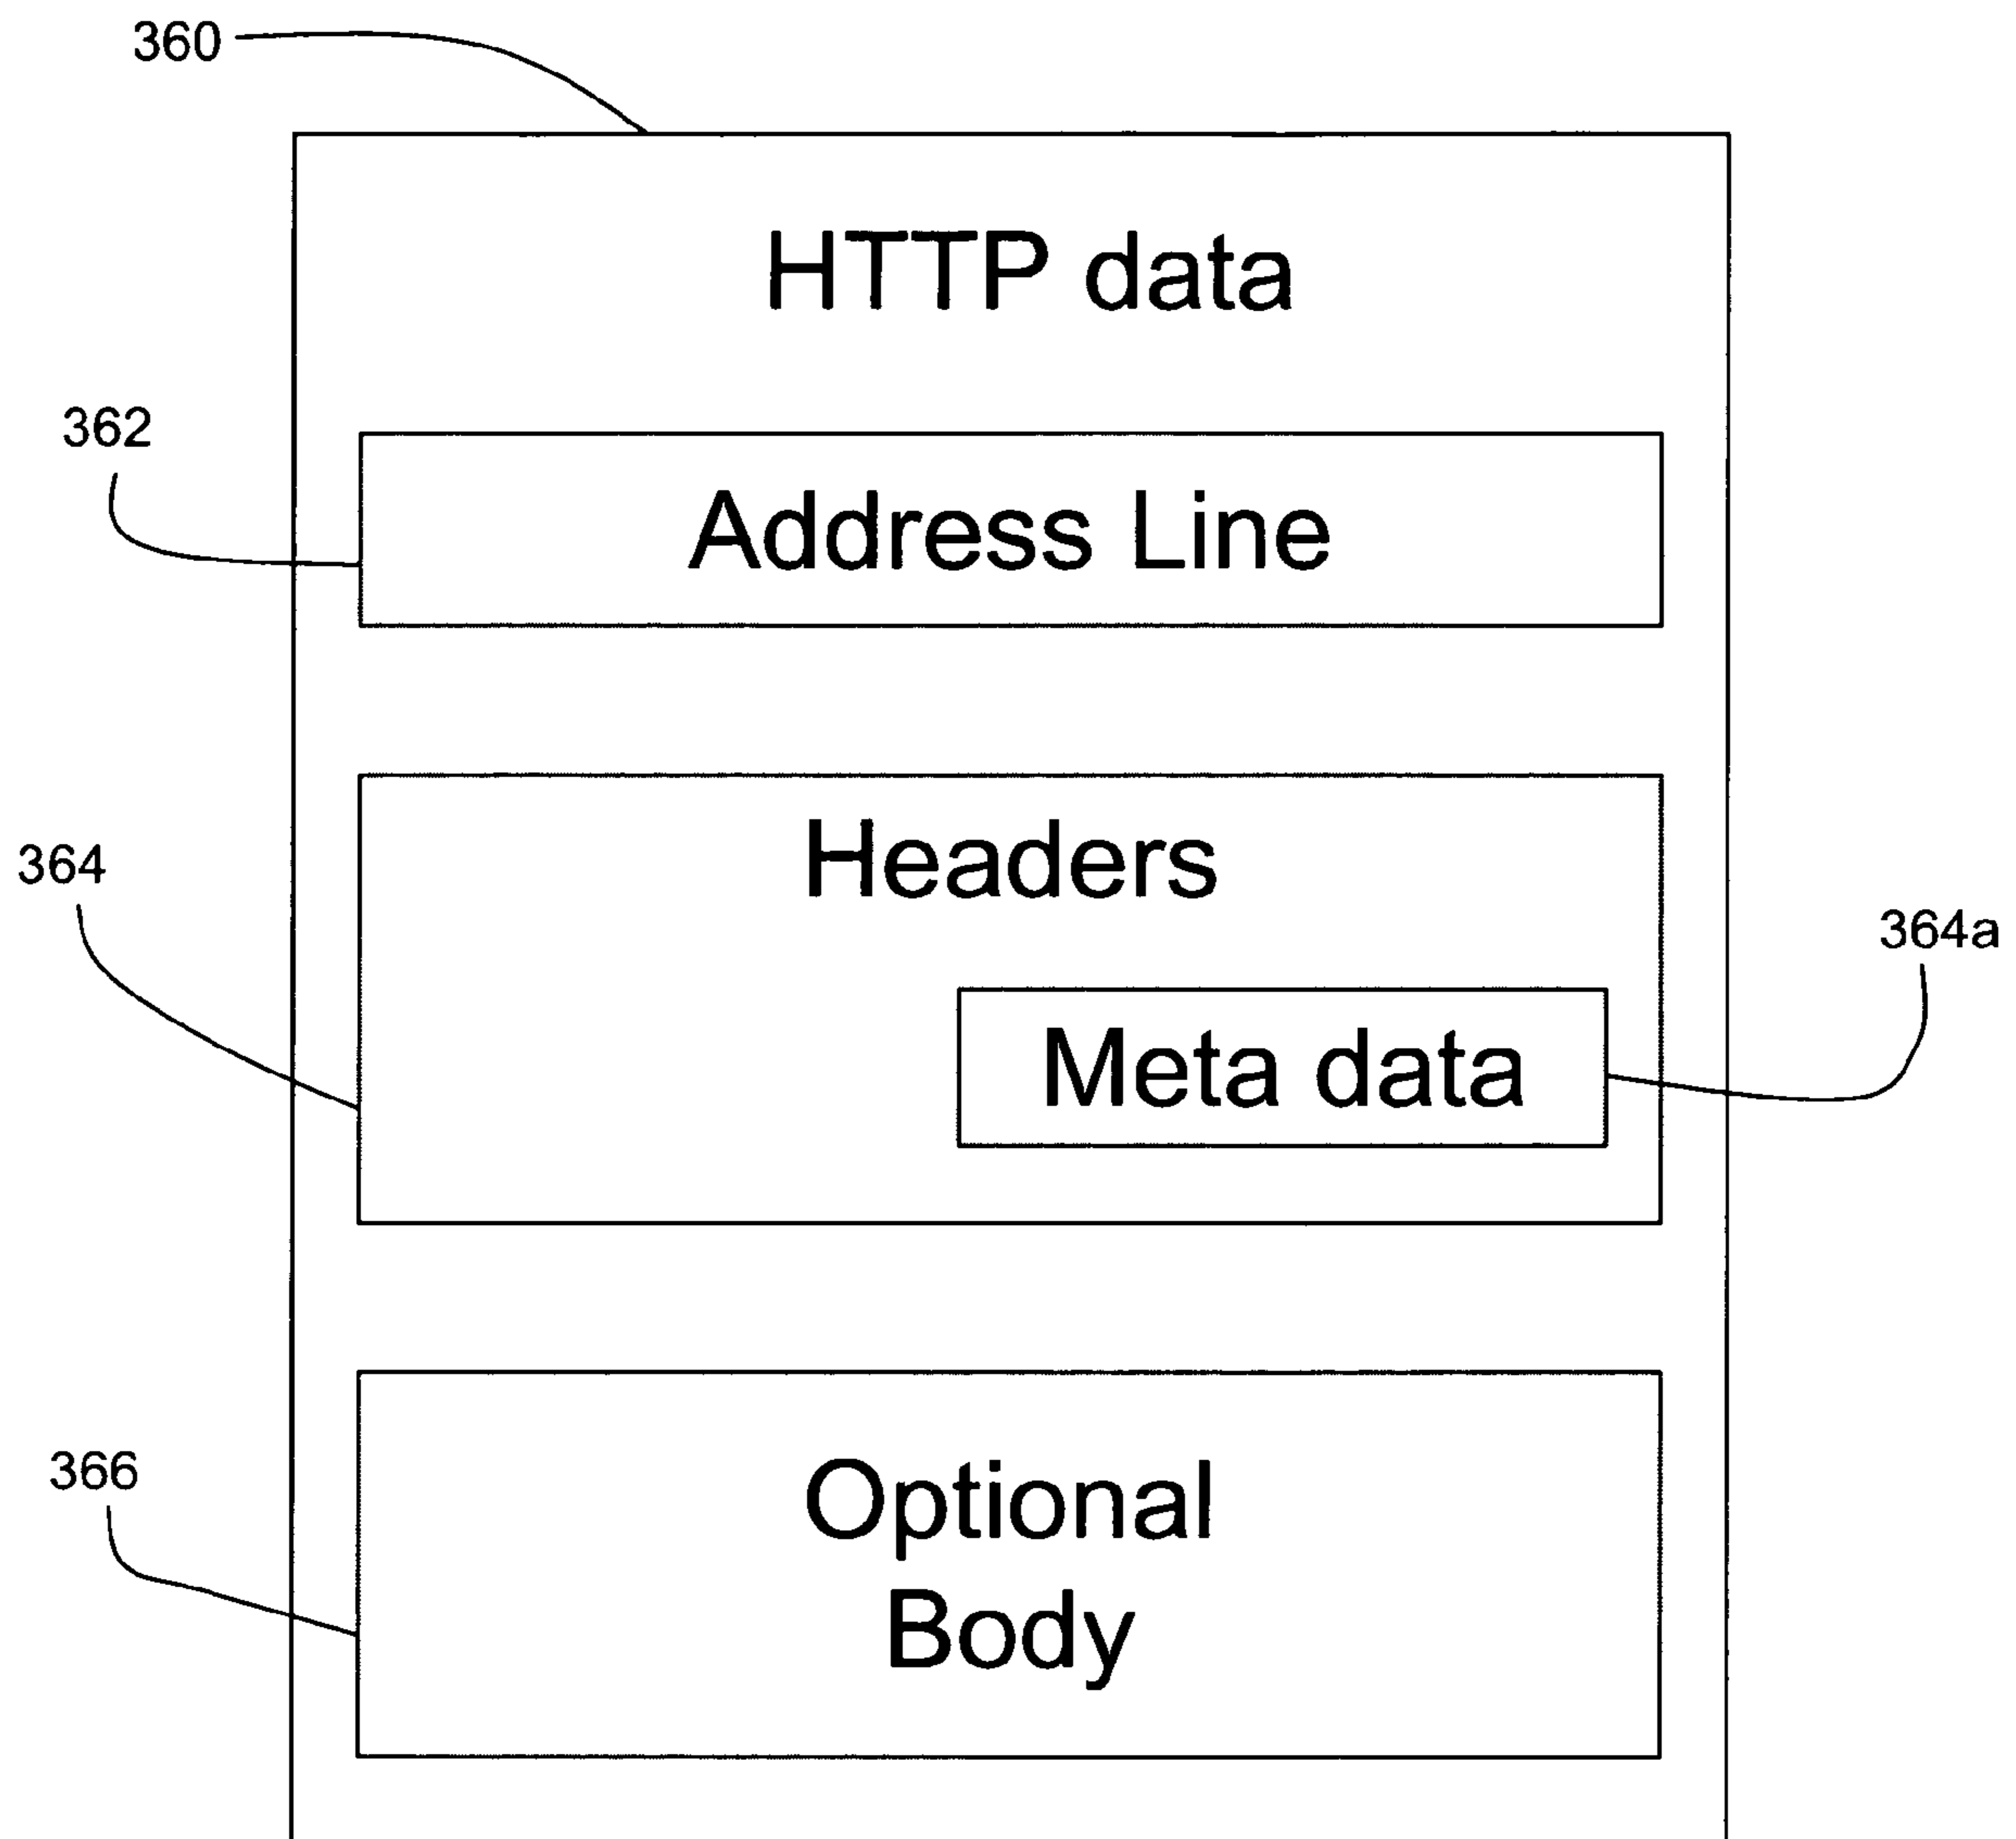 360
HTTP data
362
Address Line
364
Headers
364a
Meta data
366
Optional
Body